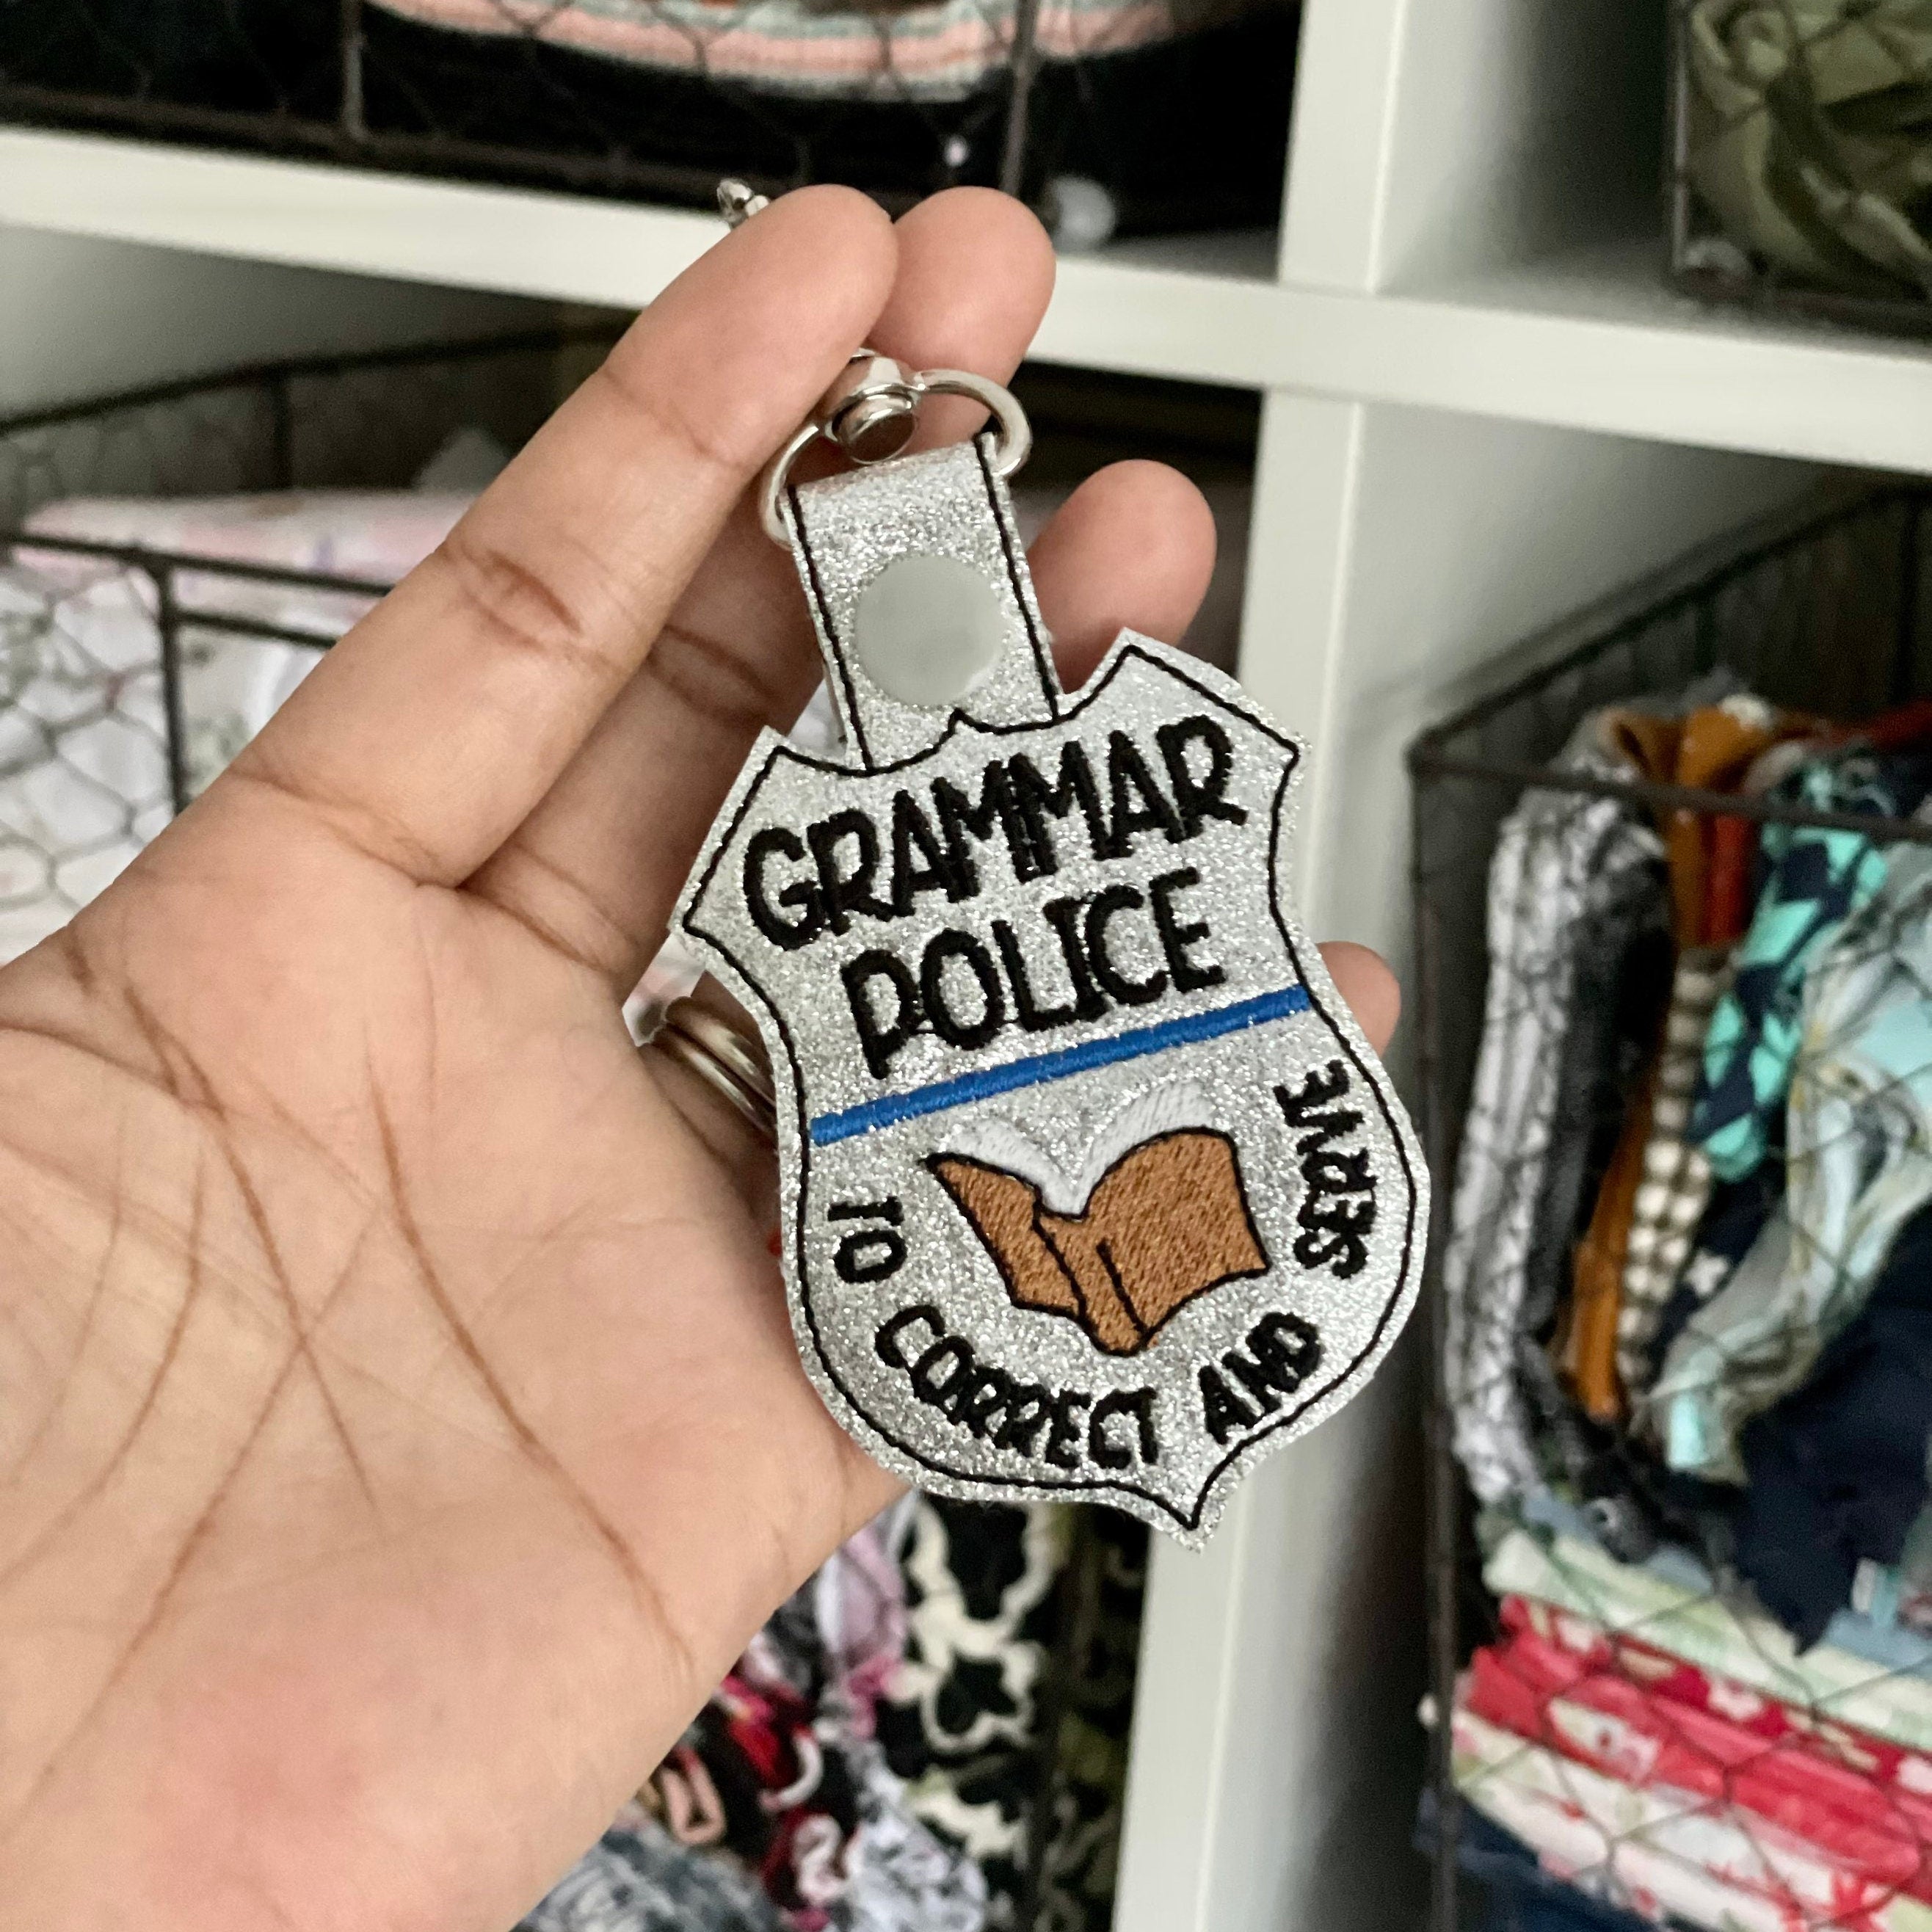 GRAMMAR
POLICE
TO CORRECT AND SERVE